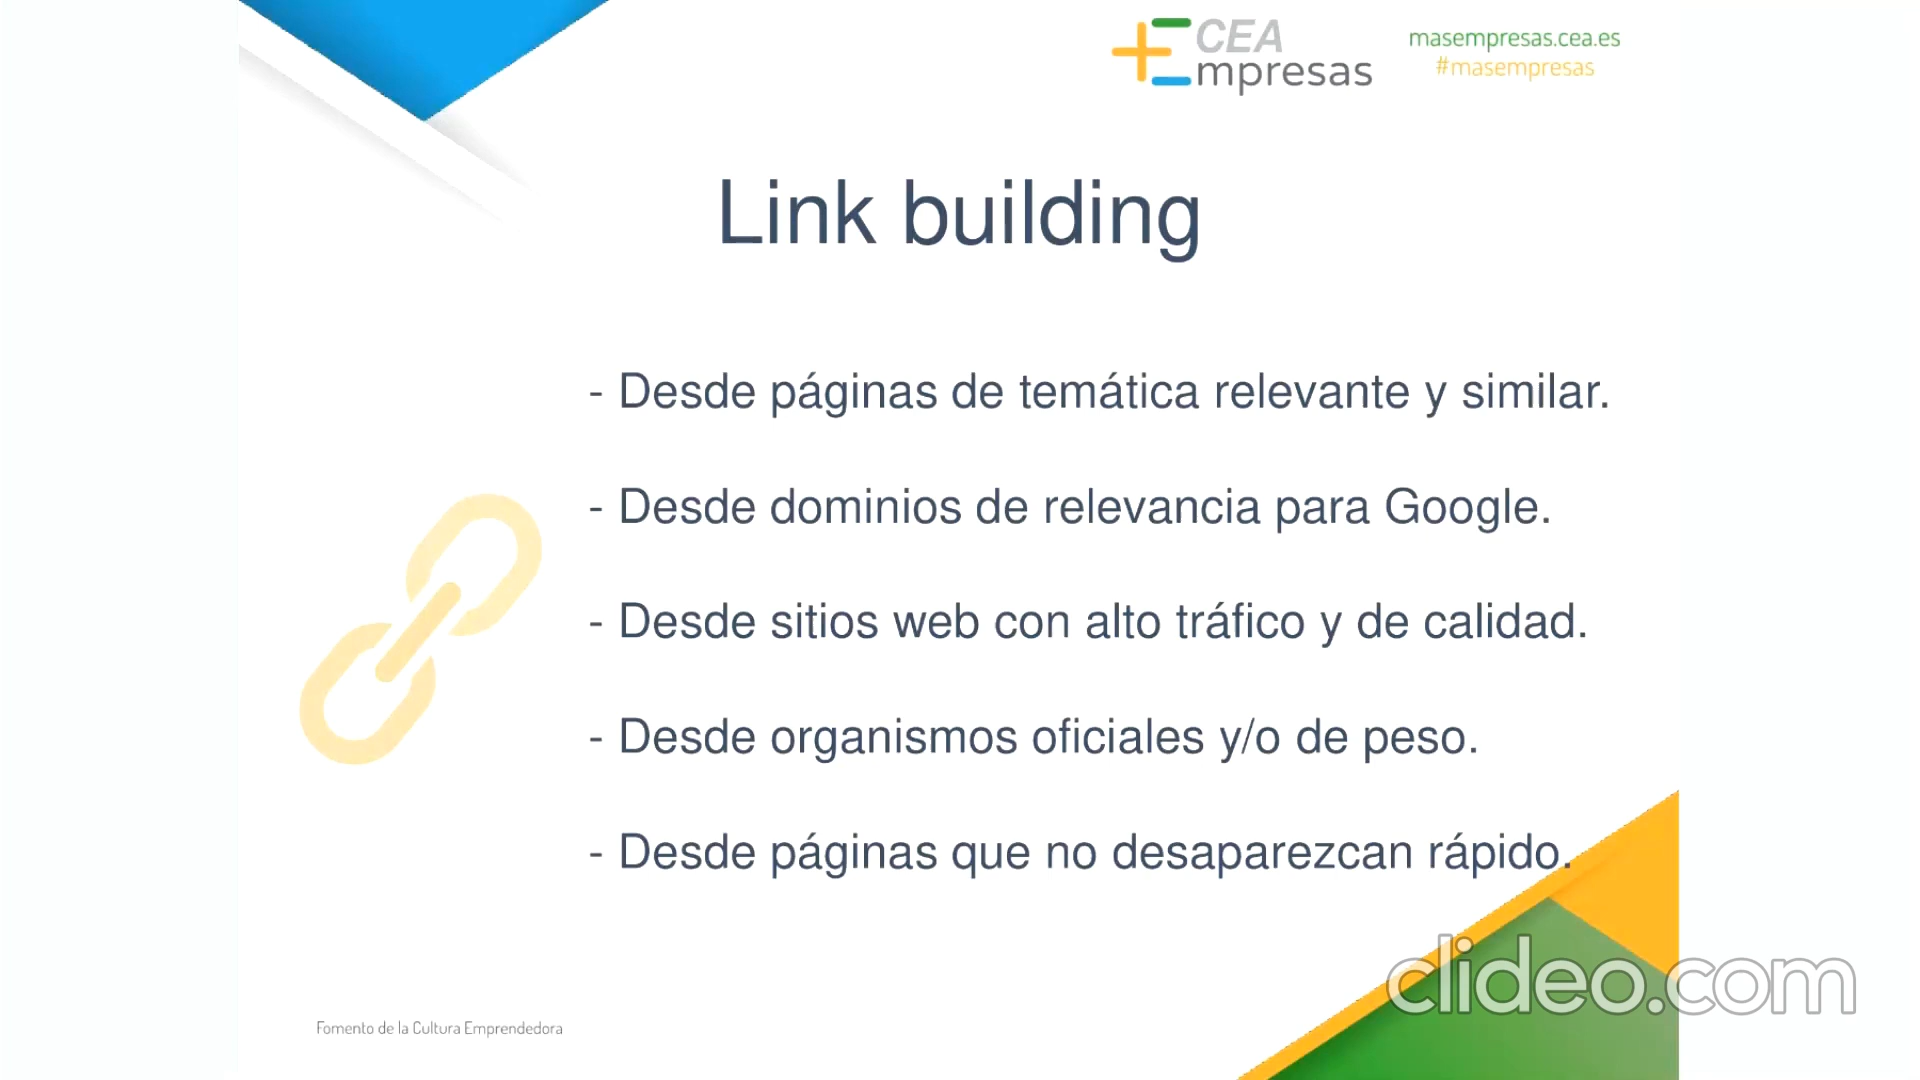 CEA
Empresas
masempresas.cea.es
#masempresas
Link building
- Desde páginas de temática relevante y similar.
- Desde dominios de relevancia para Google.
- Desde sitios web con alto tráfico y de calidad.
- Desde organismos oficiales y/o de peso.
- Desde páginas que no desaparezcan rápido.
clideo.com
Fomento de la Cultura Emprendedora